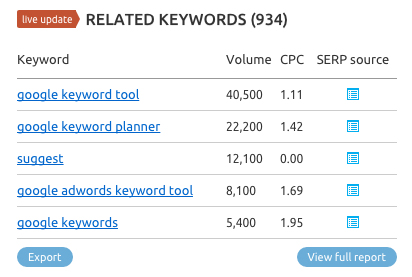 live update RELATED KEYWORDS (934)
Keyword Volume CPC SERP source
google keyword tool 40,500 1.11
google keyword planner 22,200 1.42
suggest 12,100 0.00
google adwords keyword tool 8,100 1.69
google keywords 5,400 1.95
Export View full report